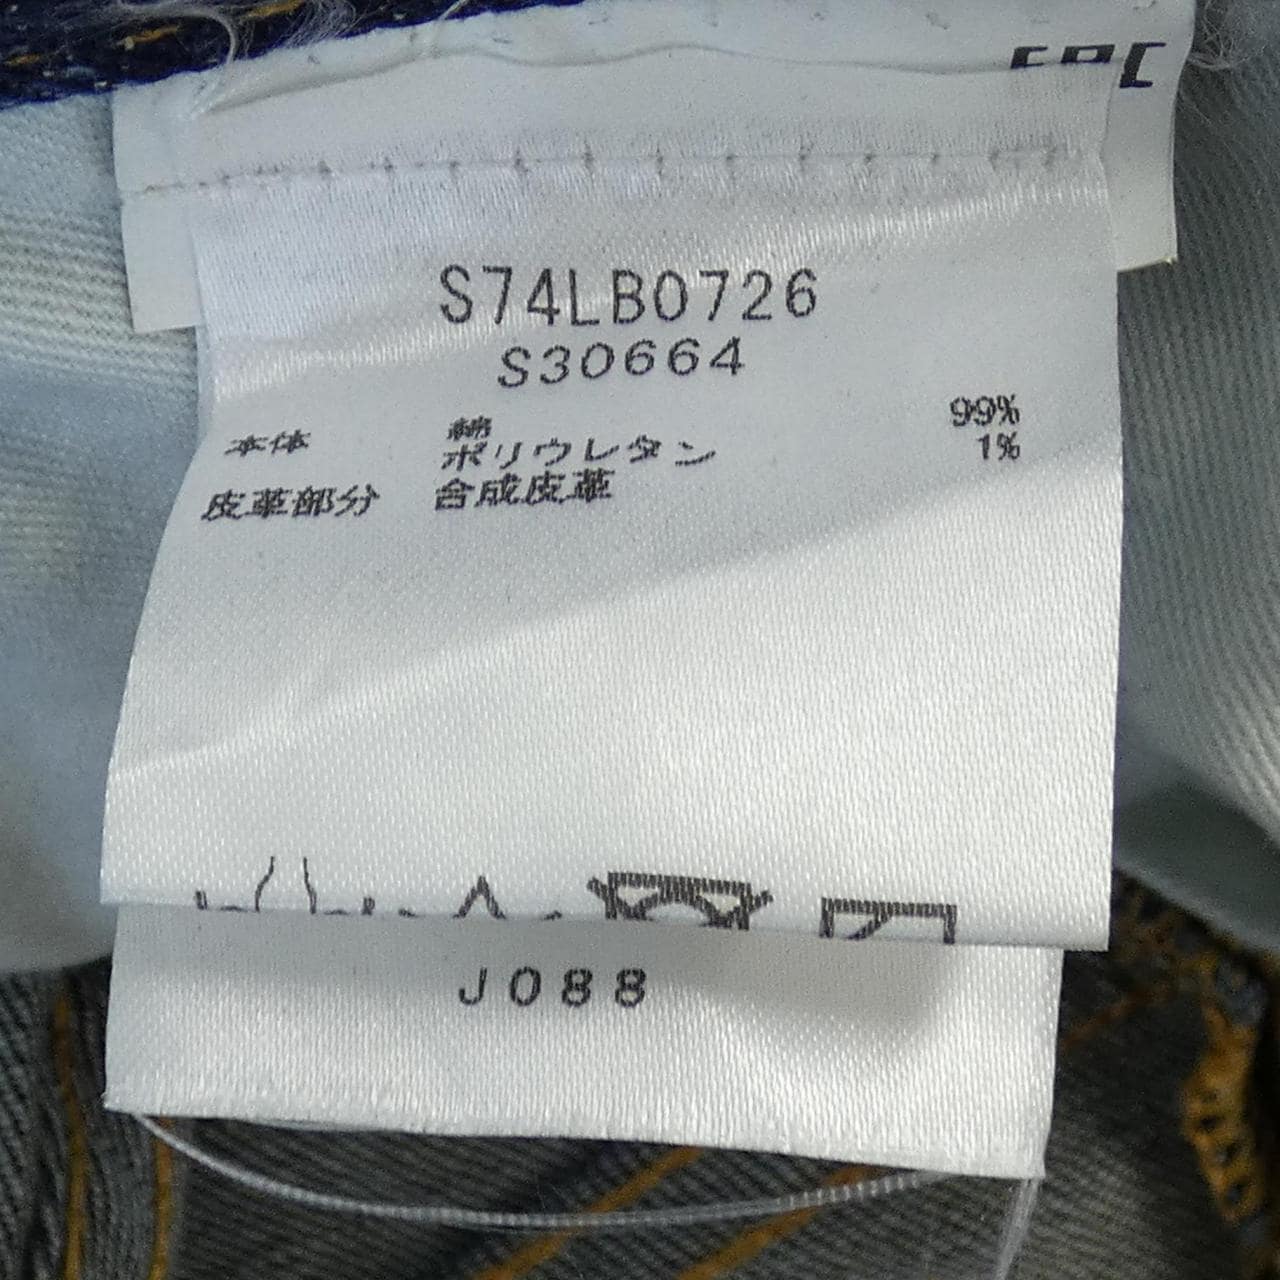 S74LB0726
S30664
本体 綿 99%
ポリウレタン 1%
皮革部分 合成皮革
J088